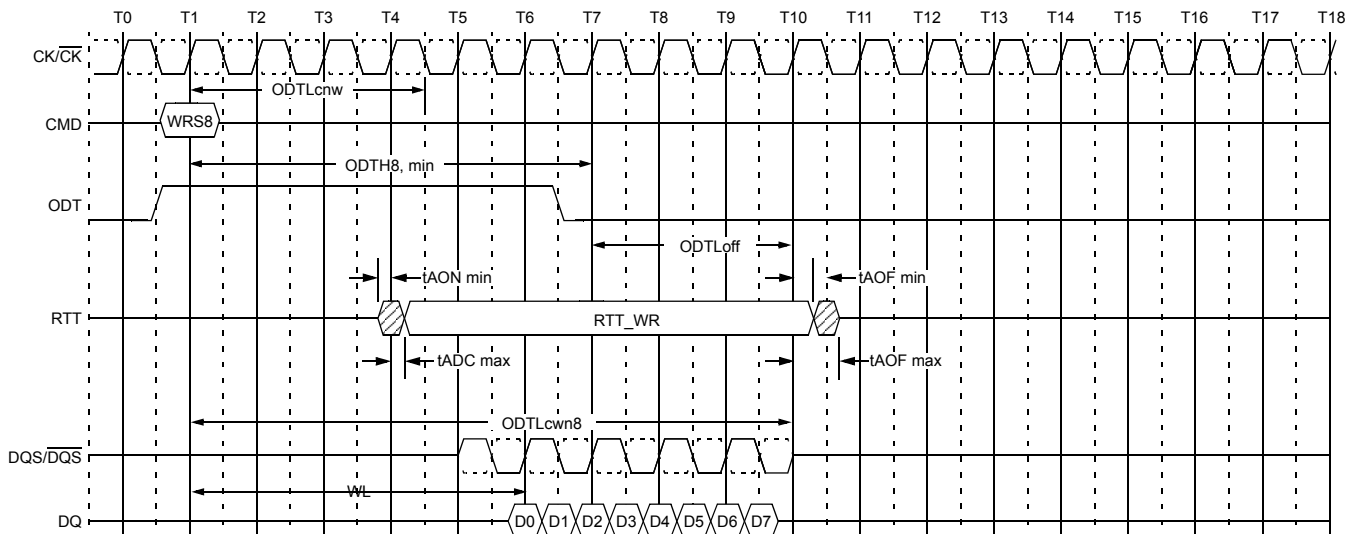 T0 T1 T2 T3 T4 T5 T6 T7 T8 T9 T10 T11 T12 T13 T14 T15 T16 T17 T18
CK/CK
ODTLcnw
CMD WRS8
ODTH8, min
ODT
ODTLoff
tAON min tAOF min
RTT RTT_WR
tADC max tAOF max
ODTLcwn8
DQS/DQS
WL
DQ D0 D1 D2 D3 D4 D5 D6 D7